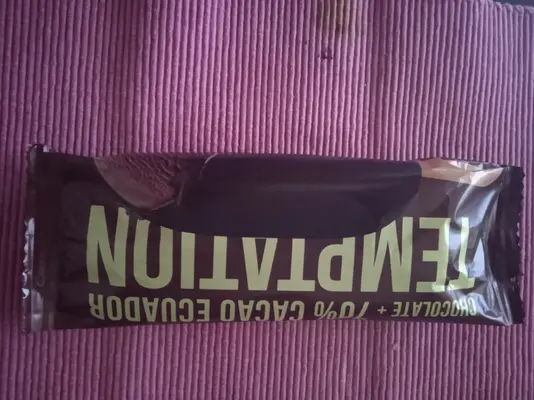 CHOCOLATE + 70% CACAO ECUADOR
TEMPTATION